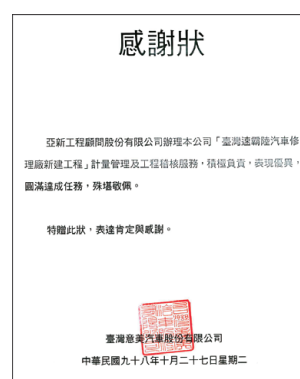 感謝狀
亞新工程顧問股份有限公司辦理本公司「臺灣速霸陸汽車修
理廠新建工程」計量管理及工程稽核服務，積極負責，表現優異，
圓滿達成任務，殊堪敬佩。
特贈此狀，表達肯定與感謝。
臺灣意美汽車股份有限公司
中華民國九十八年十月二十七日星期二